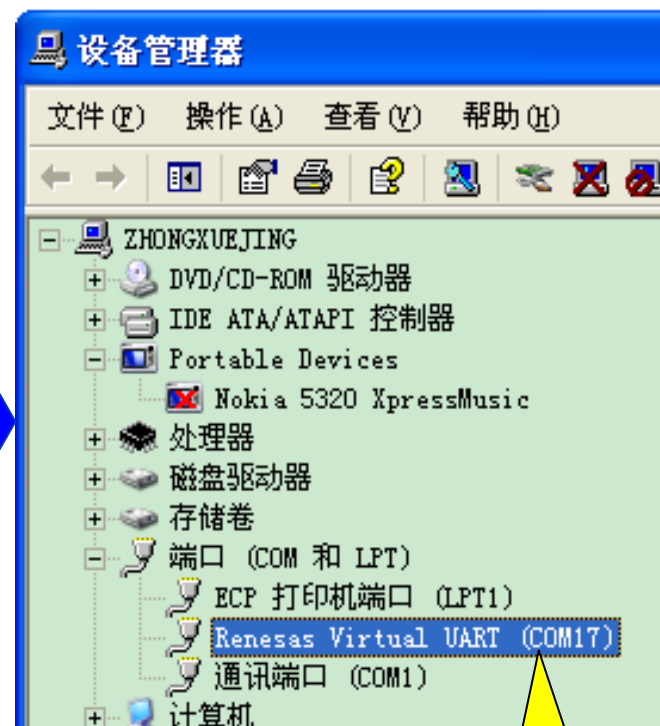 设备管理器
文件(F) 操作(A) 查看(V) 帮助(H)
ZHONGXUEJING
DVD/CD-ROM 驱动器
IDE ATA/ATAPI 控制器
Portable Devices
Nokia 5320 XpressMusic
处理器
磁盘驱动器
存储卷
端口 (COM 和 LPT)
ECP 打印机端口 (LPT1)
Renesas Virtual UART (COM17)
通讯端口 (COM1)
计算机